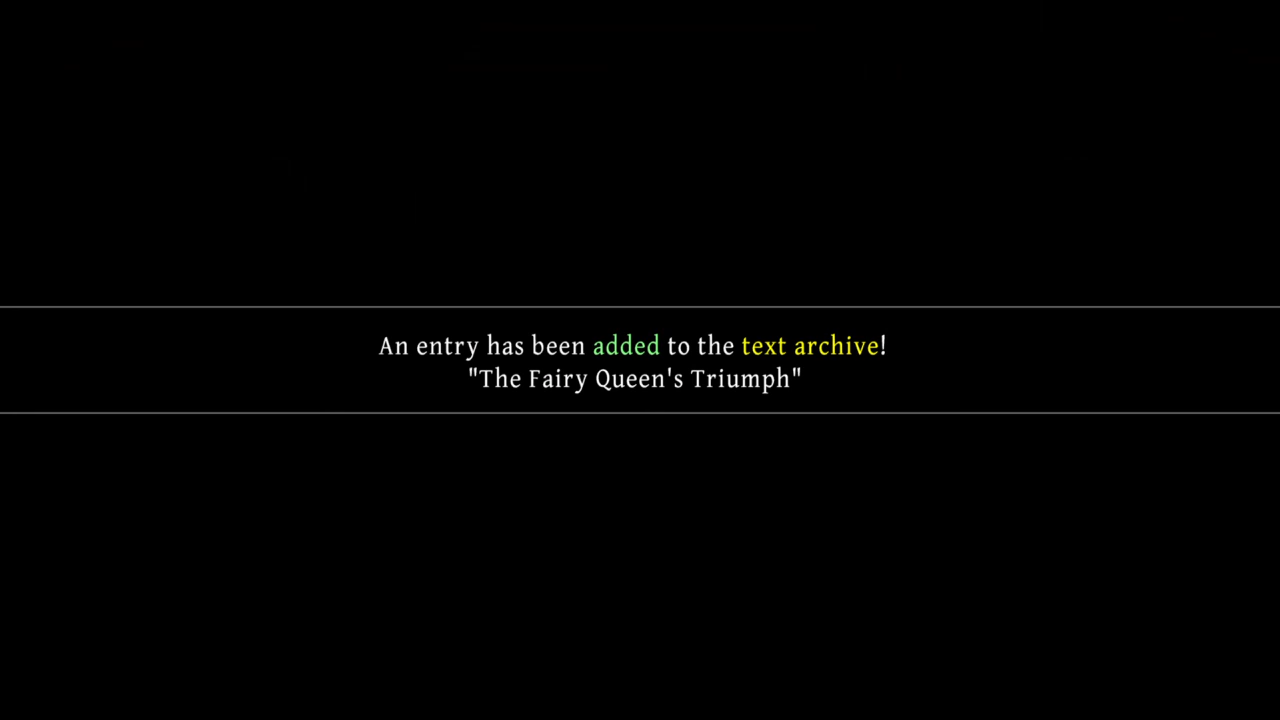 An entry has been added to the text archive!
"The Fairy Queen's Triumph"